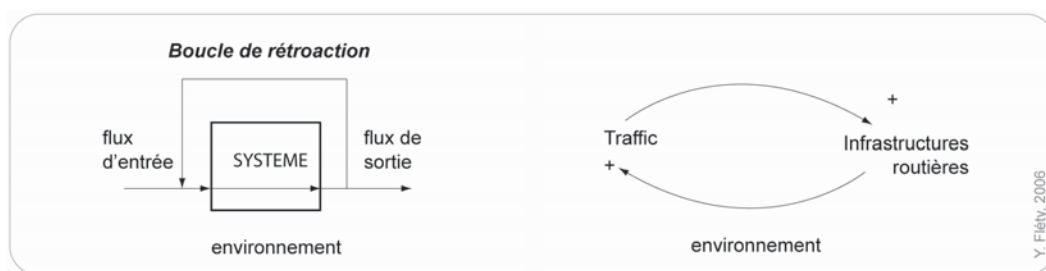 Boucle de rétroaction
flux
d'entrée
SYSTEME
flux de
sortie
environnement
+
Traffic
+
Infrastructures
routières
environnement
Y. Fléty, 2006